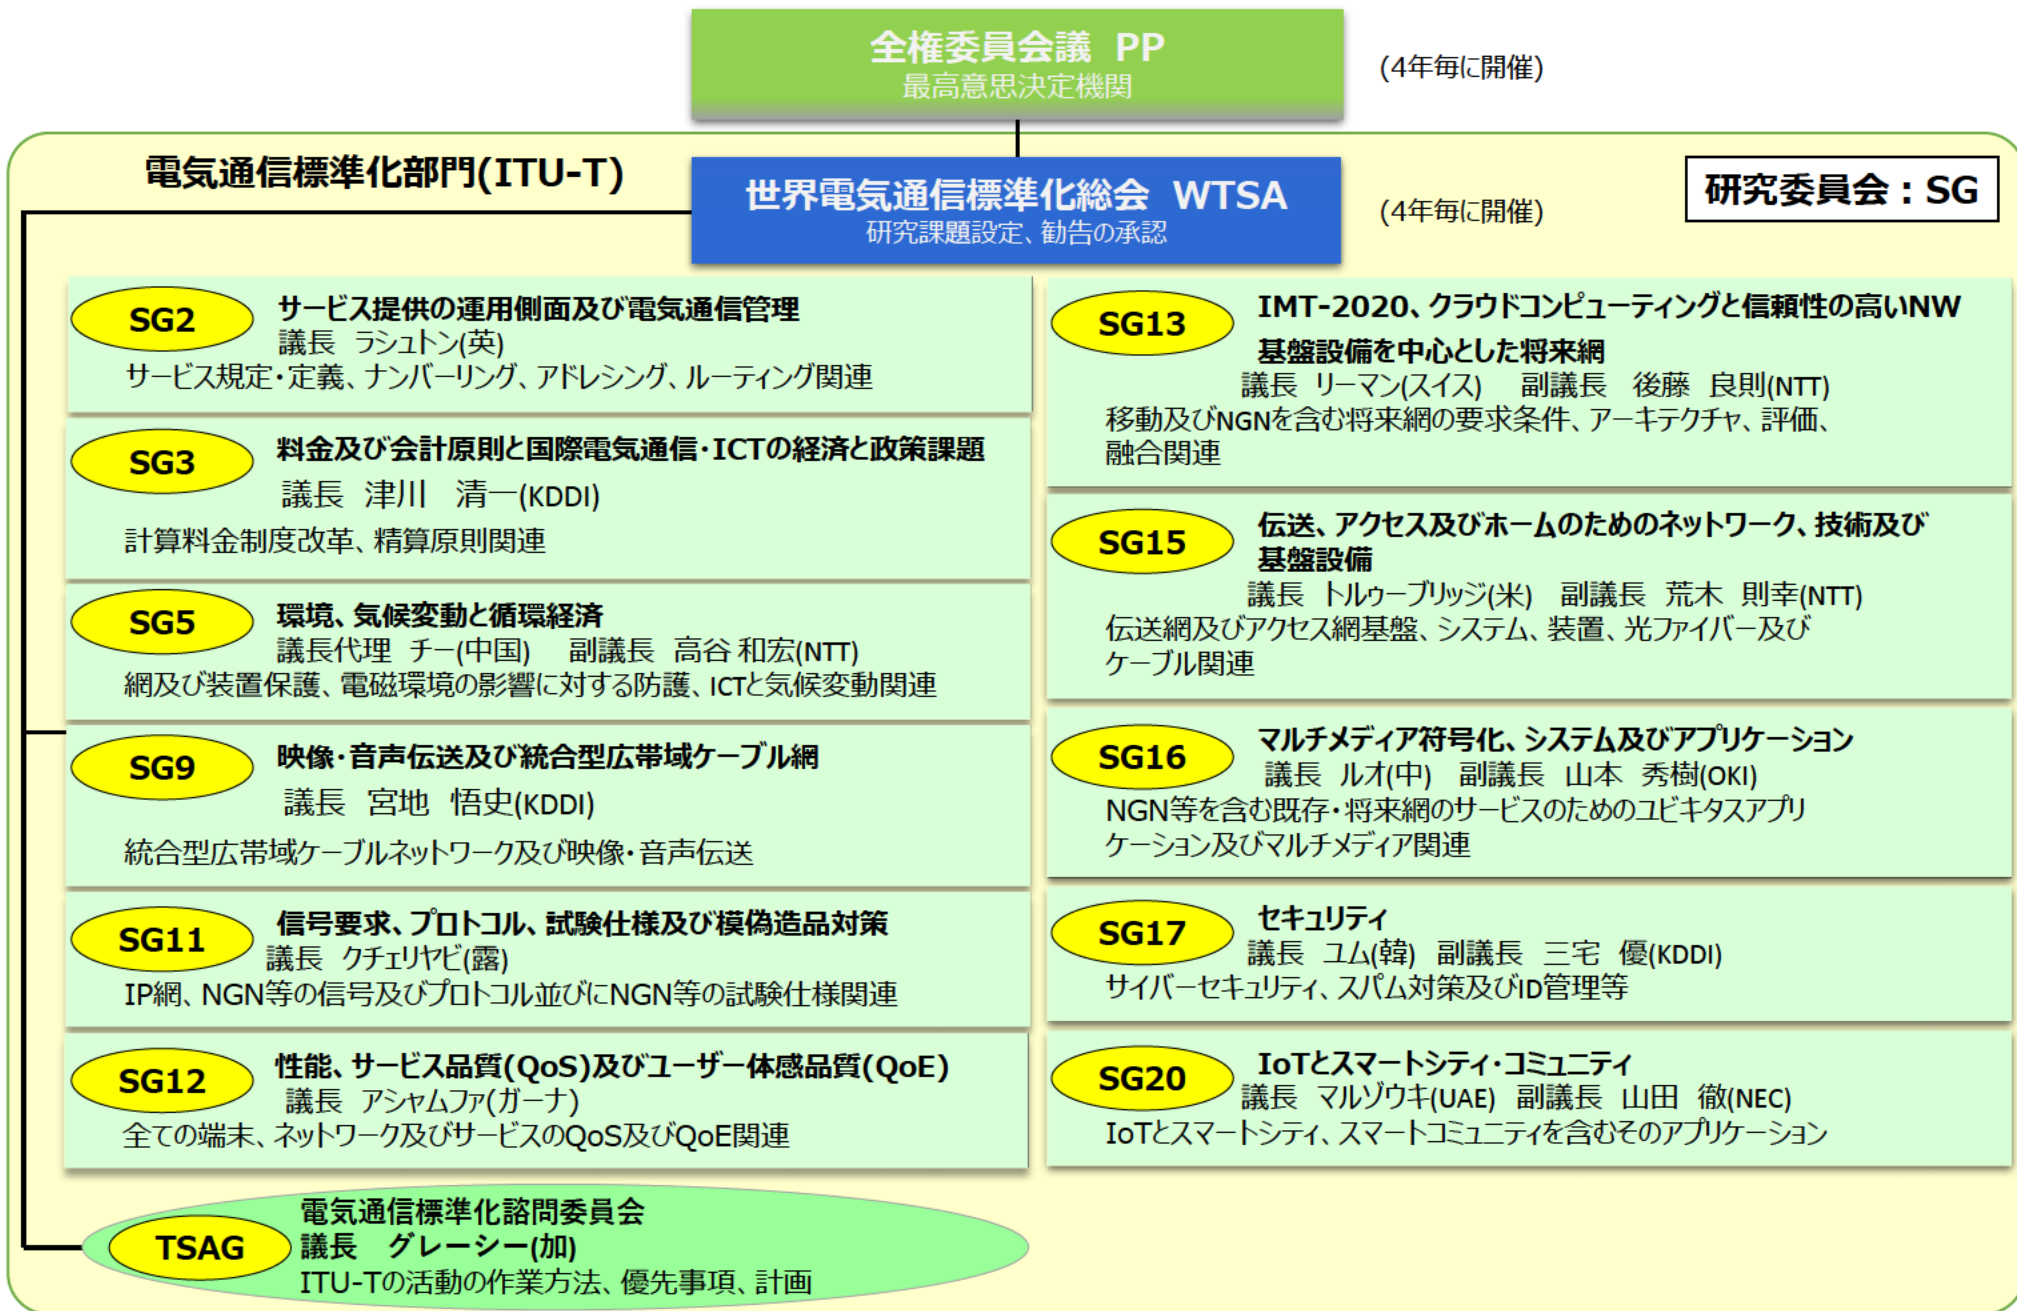 全権委員会議 PP
最高意思決定機関
(4年毎に開催)
電気通信標準化部門(ITU-T)
世界電気通信標準化総会 WTSA
研究課題設定、勧告の承認
(4年毎に開催)
研究委員会：SG
SG2
サービス提供の運用側面及び電気通信管理
議長 ラシュトン(英)
サービス規定・定義、ナンバーリング、アドレシング、ルーティング関連
SG3
料金及び会計原則と国際電気通信・ICTの経済と政策課題
議長 津川 清一(KDDI)
計算料金制度改革、精算原則関連
SG5
環境、気候変動と循環経済
議長代理 チー(中国) 副議長 高谷 和宏(NTT)
網及び装置保護、電磁環境の影響に対する防護、ICTと気候変動関連
SG9
映像・音声伝送及び統合型広帯域ケーブル網
議長 宮地 悟史(KDDI)
統合型広帯域ケーブルネットワーク及び映像・音声伝送
SG11
信号要求、プロトコル、試験仕様及び模偽造品対策
議長 クチェリヤビ(露)
IP網、NGN等の信号及びプロトコル並びにNGN等の試験仕様関連
SG12
性能、サービス品質(QoS)及びユーザー体感品質(QoE)
議長 アシャムファ(ガーナ)
全ての端末、ネットワーク及びサービスのQoS及びQoE関連
TSAG
電気通信標準化諮問委員会
議長 グレーシー(加)
ITU-Tの活動の作業方法、優先事項、計画
SG13
IMT-2020、クラウドコンピューティングと信頼性の高いNW
基盤設備を中心とした将来網
議長 リーマン(スイス) 副議長 後藤 良則(NTT)
移動及びNGNを含む将来網の要求条件、アーキテクチャ、評価、
融合関連
SG15
伝送、アクセス及びホームのためのネットワーク、技術及び
基盤設備
議長 トルゥーブリッジ(米) 副議長 荒木 則幸(NTT)
伝送網及びアクセス網基盤、システム、装置、光ファイバー及び
ケーブル関連
SG16
マルチメディア符号化、システム及びアプリケーション
議長 ルオ(中) 副議長 山本 秀樹(OKI)
NGN等を含む既存・将来網のサービスのためのユビキタスアプリ
ケーション及びマルチメディア関連
SG17
セキュリティ
議長 ユム(韓) 副議長 三宅 優(KDDI)
サイバーセキュリティ、スパム対策及びID管理等
SG20
IoTとスマートシティ・コミュニティ
議長 マルゾウキ(UAE) 副議長 山田 徹(NEC)
IoTとスマートシティ、スマートコミュニティを含むそのアプリケーション